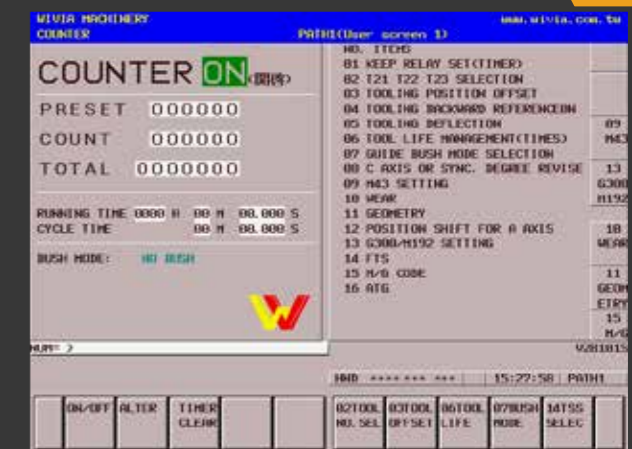 WIVIA MACHINERY www.wivia.com.tw
COUNTER PATH1(User screen 1)
COUNTER ON(開啓)
PRESET 000000
COUNT 000000
TOTAL 0000000
RUNNING TIME 0000 H 00 M 00.000 S
CYCLE TIME 00 M 00.000 S
BUSH MODE: NO BUSH
NO. ITEMS
01 KEEP RELAY SET(TIMER)
02 T21 T22 T23 SELECTION
03 TOOLING POSITION OFFSET
04 TOOLING BACKWARD REFERENCEDN
05 TOOLING DEFLECTION
06 TOOL LIFE MANAGEMENT(TIMES)
07 GUIDE BUSH MODE SELECTION
08 C AXIS OR SYNC. DEGREE REVISE
09 M43 SETTING
10 WEAR
11 GEOMETRY
12 POSITION SHIFT FOR A AXIS
13 G300/M192 SETTING
14 FTS
15 M/G CODE
16 ATG
09
M43
13
G300
M192
10
WEAR
11
GEOM
ETRY
15
M/G
NUM= >
V281015
HND **** *** *** 15:27:58 PATH1
ON/OFF
ALTER
TIMER
CLEAR
02TOOL
NO. SEL
03TOOL
OFFSET
06TOOL
LIFE
07BUSH
MODE
14TSS
SELEC